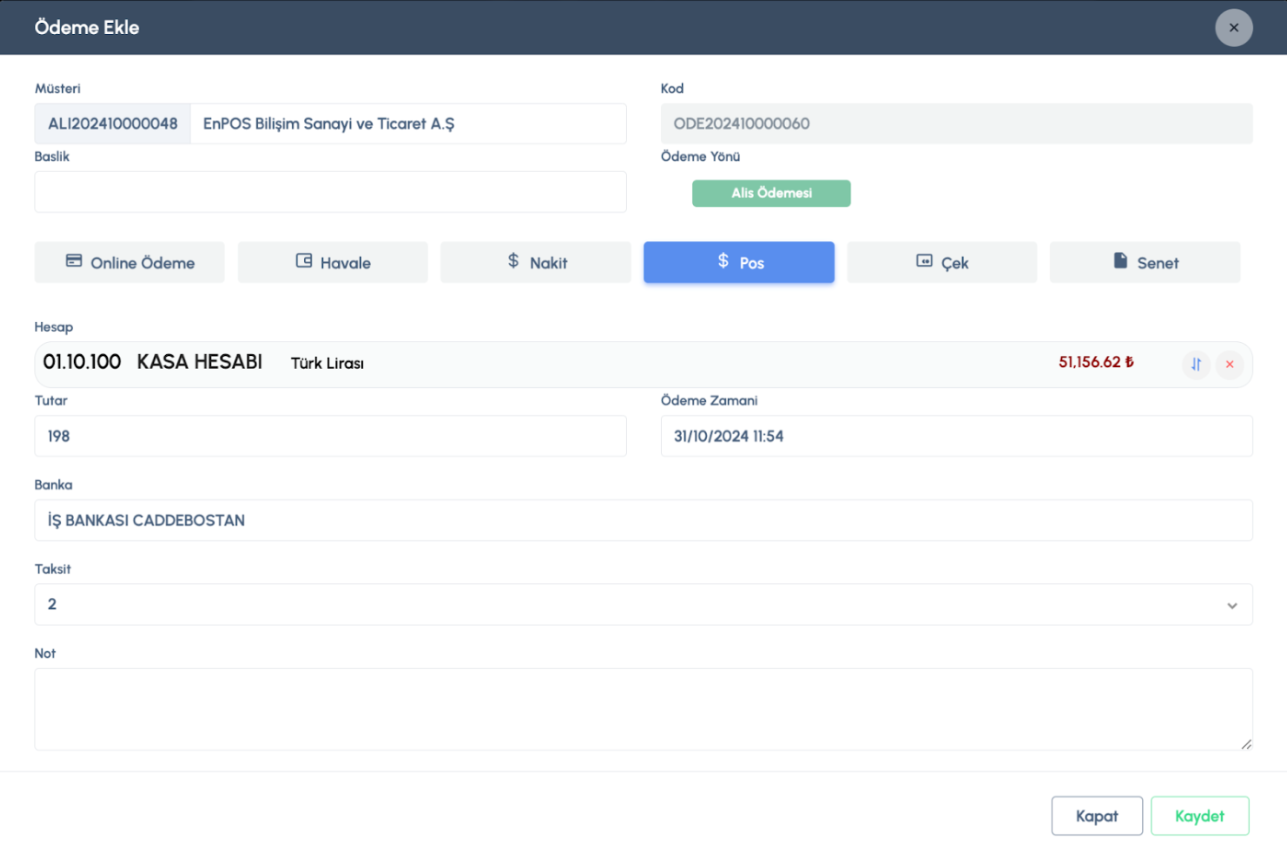 Ödeme Ekle
Müsteri
Kod
ALI202410000048 EnPOS Bilişim Sanayi ve Ticaret A.Ş
ODE202410000060
Baslik
Ödeme Yönü
Alis Ödemesi
Online Ödeme
Havale
$ Nakit
$ Pos
Çek
Senet
Hesap
01.10.100 KASA HESABI Türk Lirası 51,156.62 ₺
Tutar
Ödeme Zamani
198
31/10/2024 11:54
Banka
İŞ BANKASI CADDEBOSTAN
Taksit
2
Not
Kapat
Kaydet